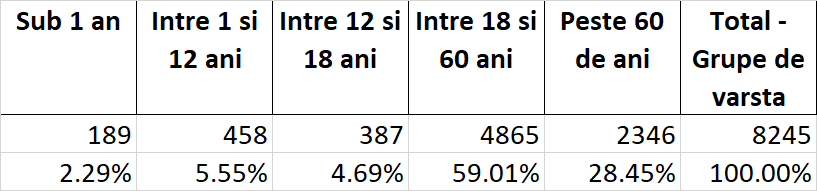 Sub 1 an Intre 1 si Intre 12 si Intre 18 si Peste 60 Total -
12 ani 18 ani 60 ani de ani Grupe de
varsta
189 458 387 4865 2346 8245
2.29% 5.55% 4.69% 59.01% 28.45% 100.00%